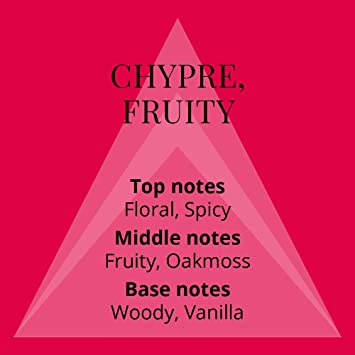 CHYPRE,
FRUITY
Top notes
Floral, Spicy
Middle notes
Fruity, Oakmoss
Base notes
Woody, Vanilla